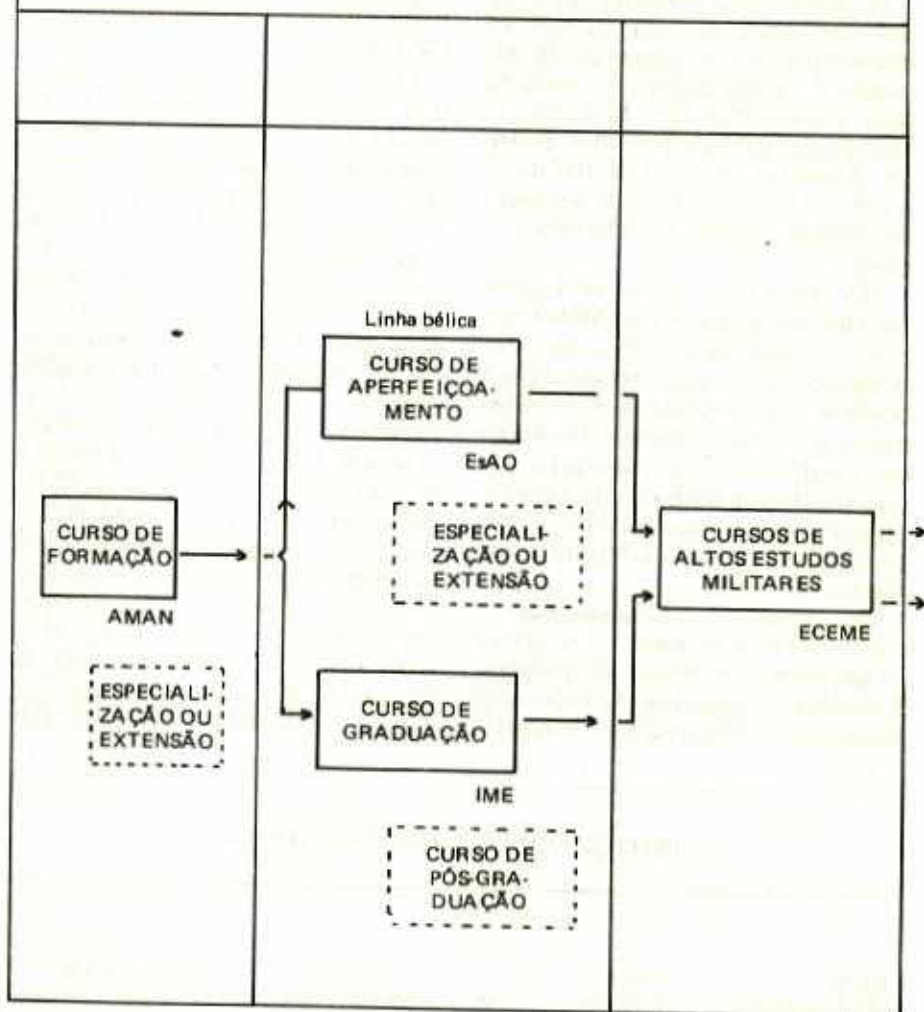 Linha bélica
CURSO DE
APERFEIÇOA-
MENTO
EsAO
CURSO DE
FORMAÇÃO
AMAN
ESPECIALI-
ZAÇÃO OU
EXTENSÃO
ESPECIALI-
ZAÇÃO OU
EXTENSÃO
CURSOS DE
ALTOS ESTUDOS
MILITARES
ECEME
CURSO DE
GRADUAÇÃO
IME
CURSO DE
PÓS-GRA-
DUAÇÃO